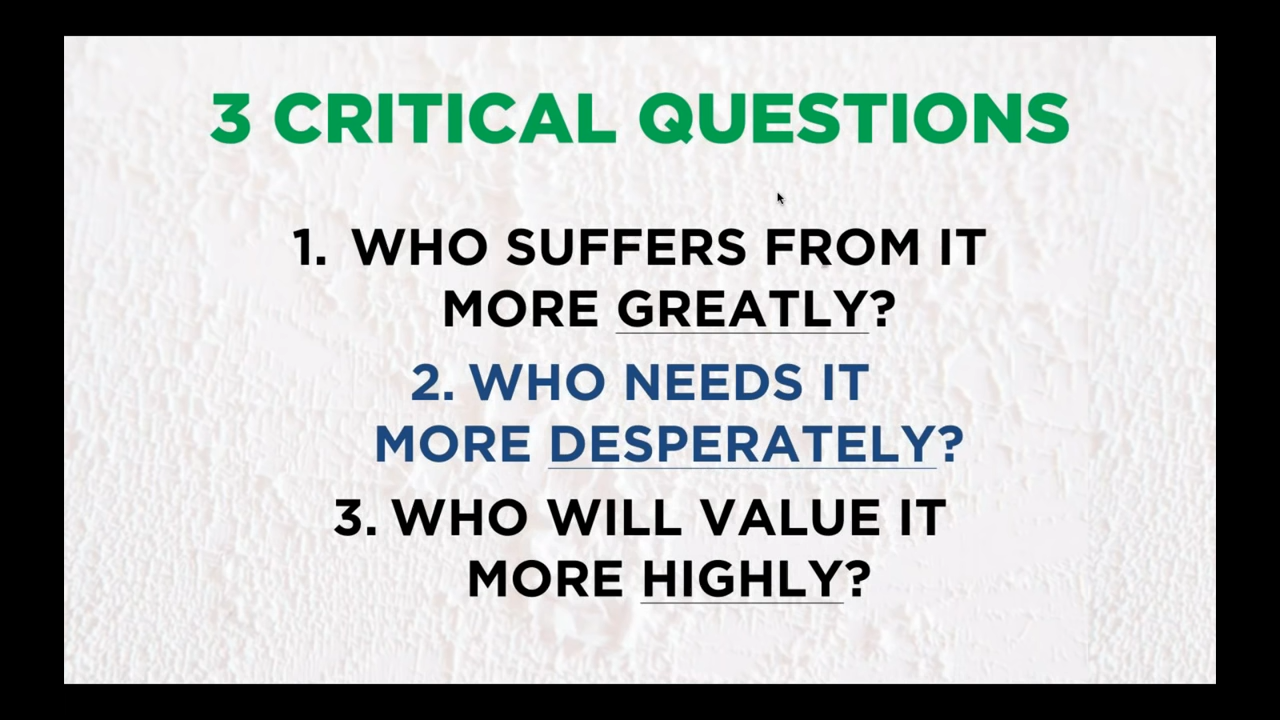 3 CRITICAL QUESTIONS
1. WHO SUFFERS FROM IT
MORE GREATLY?
2. WHO NEEDS IT
MORE DESPERATELY?
3. WHO WILL VALUE IT
MORE HIGHLY?